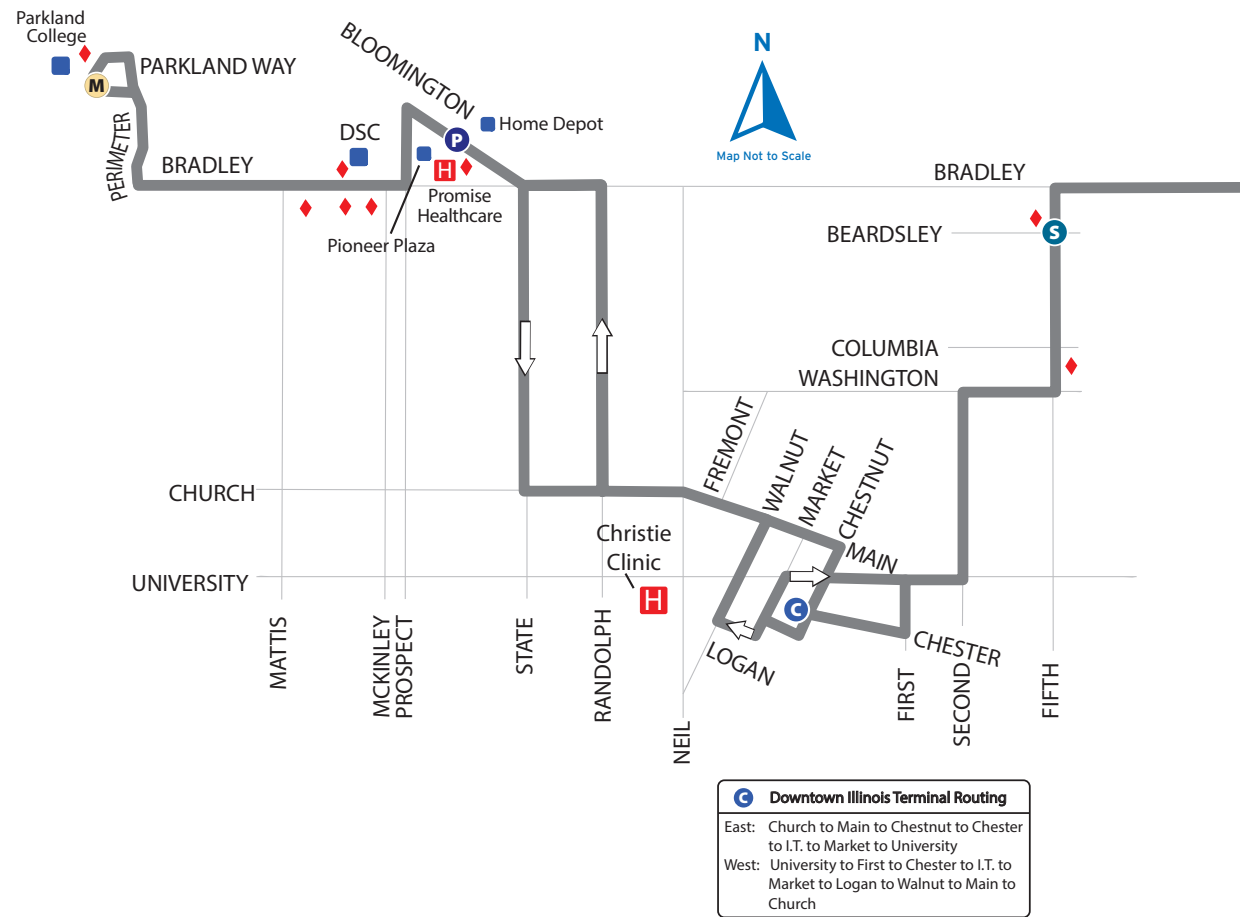 Parkland
College
M
PARKLAND WAY
PERIMETER
BRADLEY
DSC
BLOOMINGTON
P
Home Depot
H
Promise
Healthcare
Pioneer Plaza
N
Map Not to Scale
BRADLEY
BEARDSLEY
S
COLUMBIA
WASHINGTON
CHURCH
FREMONT
WALNUT
MARKET
CHESTNUT
MAIN
Christie
Clinic
H
UNIVERSITY
C
LOGAN
CHESTER
MATTIS
MCKINLEY
PROSPECT
STATE
RANDOLPH
NEIL
FIRST
SECOND
FIFTH
C Downtown Illinois Terminal Routing
East: Church to Main to Chestnut to Chester
to I.T. to Market to University
West: University to First to Chester to I.T. to
Market to Logan to Walnut to Main to
Church